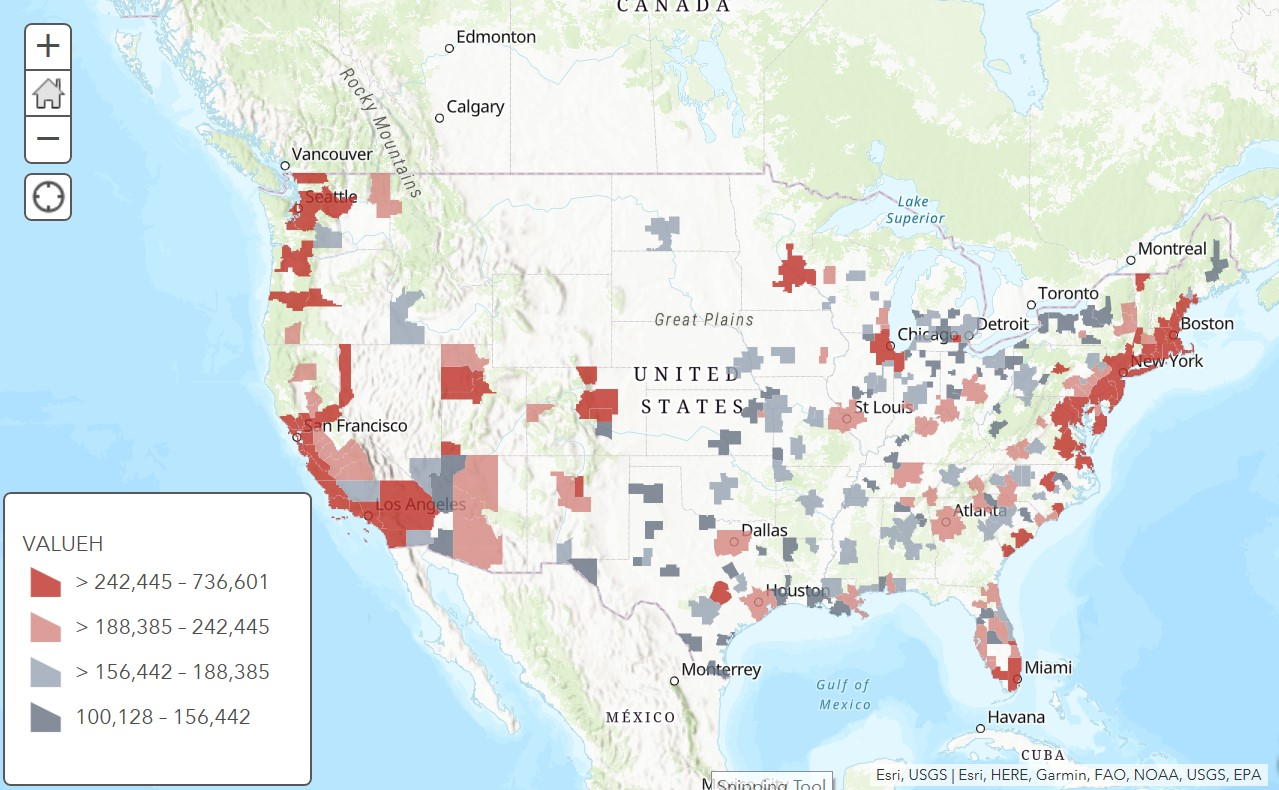 CANADA
Edmonton
Rocky Mountains
Calgary
Vancouver
Seattle
Lake
Superior
Montreal
Toronto
Great Plains
Chicago
Detroit
Boston
New York
UNITED
STATES
St Louis
San Francisco
Los Angeles
Atlanta
Dallas
Houston
VALUEH
> 242,445 – 736,601
> 188,385 – 242,445
> 156,442 – 188,385
100,128 – 156,442
Monterrey
Miami
Gulf of
Mexico
MÉXICO
Havana
CUBA
Snipping Tool
Esri, USGS | Esri, HERE, Garmin, FAO, NOAA, USGS, EPA